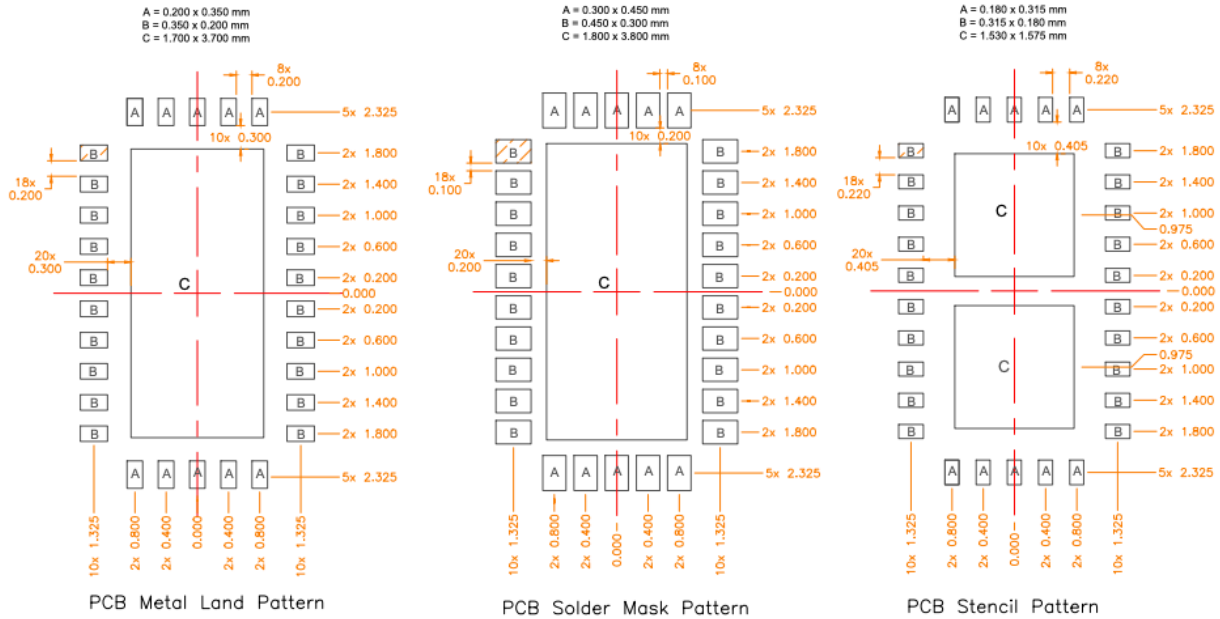 A = 0.200 x 0.350 mm
B = 0.350 x 0.200 mm
C = 1.700 x 3.700 mm
8x
0.200
A A A A A
5x 2.325
10x 0.300
B
B
2x 1.800
18x
0.200
B
B
2x 1.400
B
B
2x 1.000
B
B
2x 0.600
20x
0.300
B
B
2x 0.200
C
0.000
B
B
2x 0.200
B
B
2x 0.600
B
B
2x 1.000
B
B
2x 1.400
B
B
2x 1.800
A A A A A
5x 2.325
10x 1.325
2x 0.800
2x 0.400
0.000
2x 0.400
2x 0.800
10x 1.325
PCB Metal Land Pattern
A = 0.300 x 0.450 mm
B = 0.450 x 0.300 mm
C = 1.800 x 3.800 mm
8x
0.100
A A A A A
5x 2.325
10x 0.200
B
B
2x 1.800
18x
0.100
B
B
2x 1.400
B
B
2x 1.000
B
B
2x 0.600
20x
0.200
B
B
2x 0.200
C
0.000
B
B
2x 0.200
B
B
2x 0.600
B
B
2x 1.000
B
B
2x 1.400
B
B
2x 1.800
A A A A A
5x 2.325
10x 1.325
2x 0.800
2x 0.400
0.000
2x 0.400
2x 0.800
10x 1.325
PCB Solder Mask Pattern
A = 0.180 x 0.315 mm
B = 0.315 x 0.180 mm
C = 1.530 x 1.575 mm
8x
0.220
A A A A A
5x 2.325
10x 0.405
B
B
2x 1.800
18x
0.220
B
B
2x 1.400
C
B
B
2x 1.000
0.975
B
B
2x 0.600
20x
0.405
B
B
2x 0.200
0.000
B
B
2x 0.200
B
B
2x 0.600
0.975
C
B
B
2x 1.000
B
B
2x 1.400
B
B
2x 1.800
A A A A A
5x 2.325
10x 1.325
2x 0.800
2x 0.400
0.000
2x 0.400
2x 0.800
10x 1.325
PCB Stencil Pattern